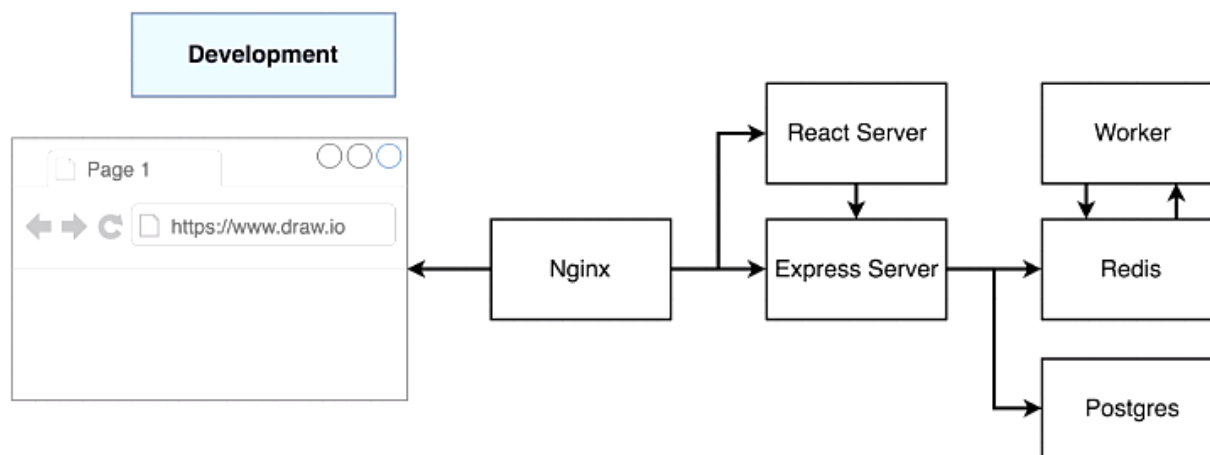 Development
Page 1
https://www.draw.io
Nginx
React Server
Express Server
Worker
Redis
Postgres